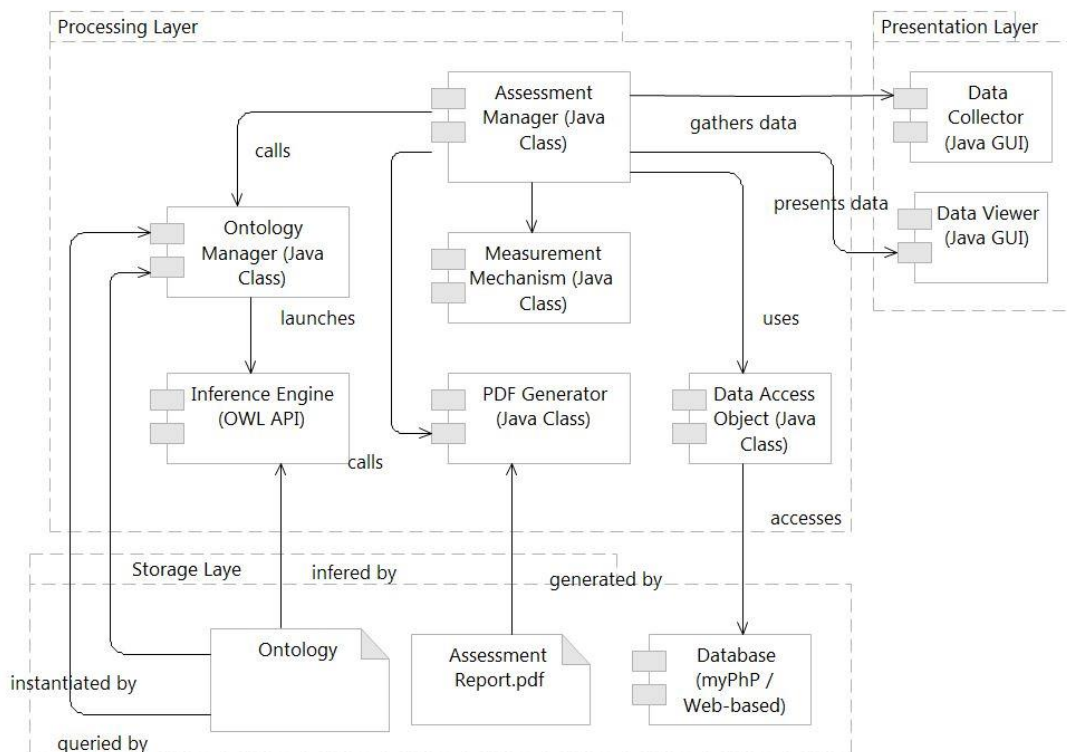 Processing Layer
Presentation Layer
Assessment
Manager (Java
Class)
Data
Collector
(Java GUI)
gathers data
calls
presents data
Data Viewer
(Java GUI)
Ontology
Manager (Java
Class)
Measurement
Mechanism (Java
Class)
launches
uses
Inference Engine
(OWL API)
PDF Generator
(Java Class)
Data Access
Object (Java
Class)
calls
accesses
Storage Laye
infered by
generated by
Ontology
Assessment
Report.pdf
Database
(myPhP /
Web-based)
instantiated by
queried by